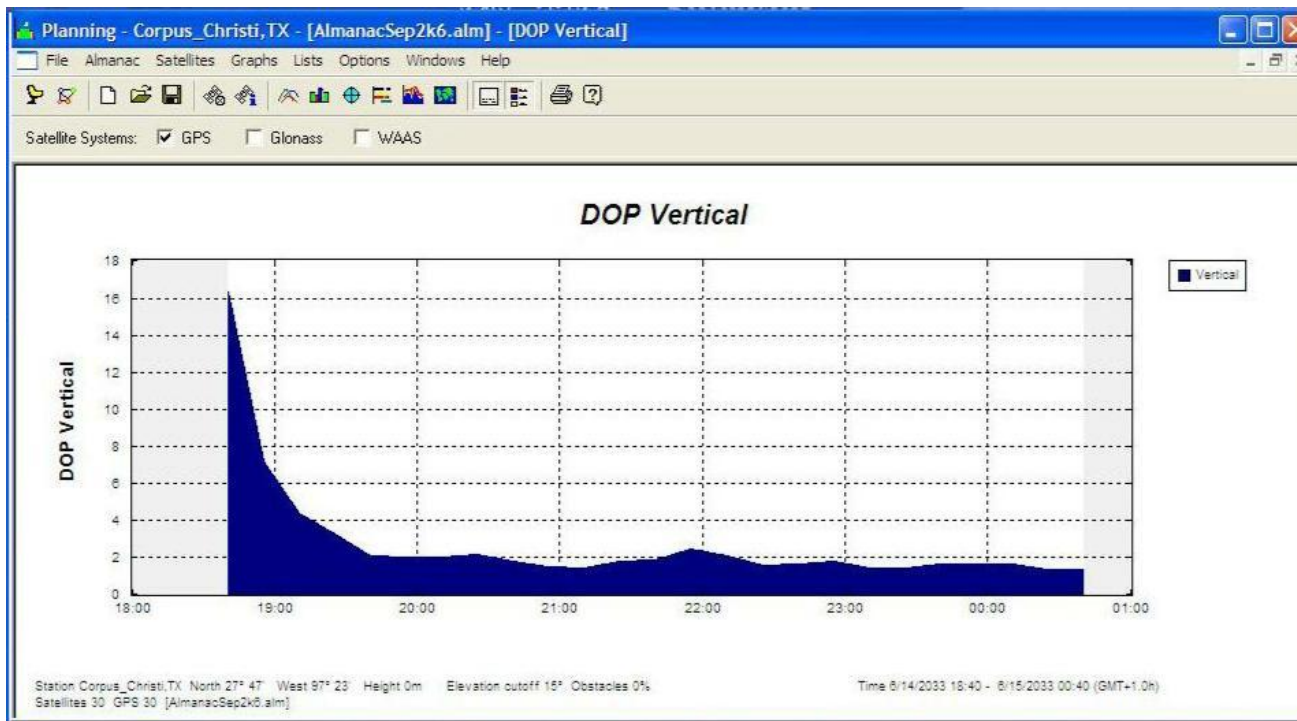 Planning - Corpus_Christi,TX - [AlmanacSep2k6.alm] - [DOP Vertical]
File Almanac Satellites Graphs Lists Options Windows Help
Satellite Systems: GPS Glonass WAAS
DOP Vertical
18
16
14
12
10
8
6
4
2
0
DOP Vertical
Vertical
18:00 19:00 20:00 21:00 22:00 23:00 00:00 01:00
Station Corpus_Christi,TX North 27° 47' West 97° 23' Height 0m Elevation cutoff 15° Obstacles 0%
Time 6/14/2033 18:40 - 6/15/2033 00:40 (GMT+1.0h)
Satellites 30 GPS 30 [AlmanacSep2k6.alm]